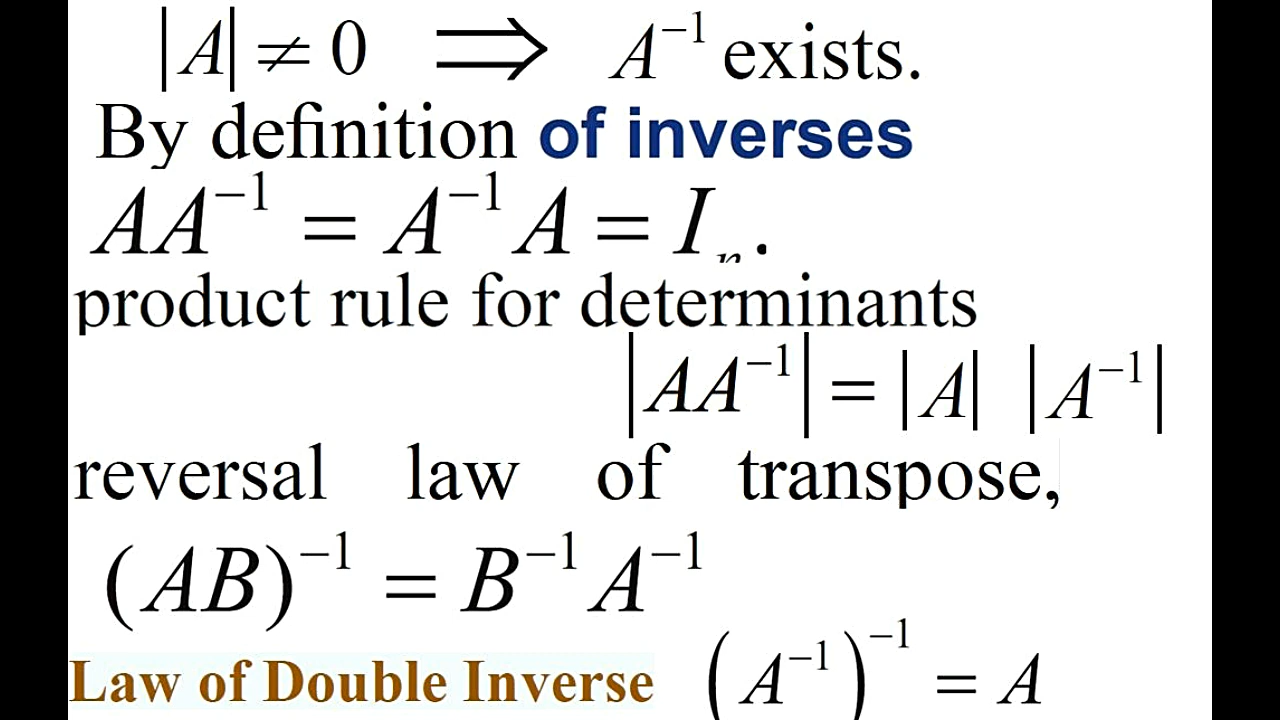 |A| ≠ 0 ⟹ A⁻¹ exists.
By definition of inverses
AA⁻¹ = A⁻¹A = Iₙ.
product rule for determinants
|AA⁻¹| = |A| |A⁻¹|
reversal law of transpose,
(AB)⁻¹ = B⁻¹A⁻¹
Law of Double Inverse (A⁻¹)⁻¹ = A